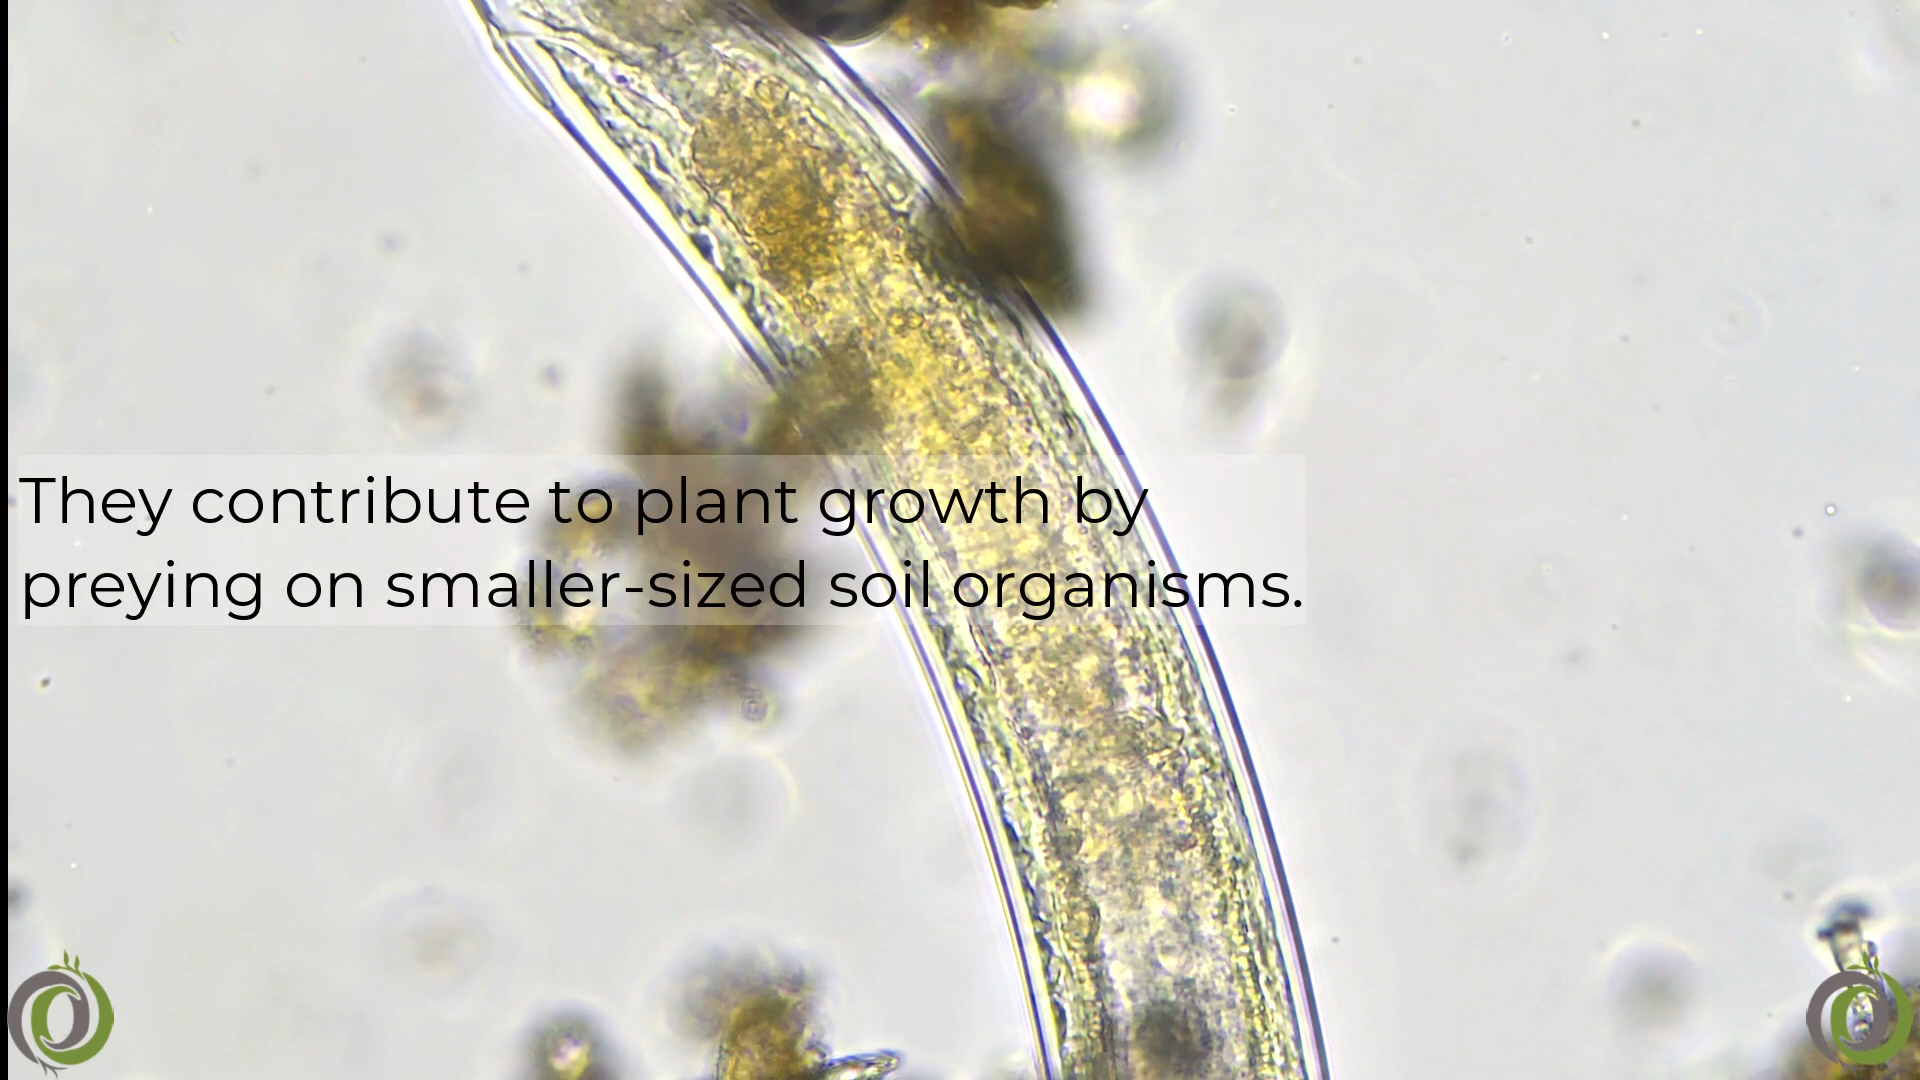 They contribute to plant growth by
preying on smaller-sized soil organisms.